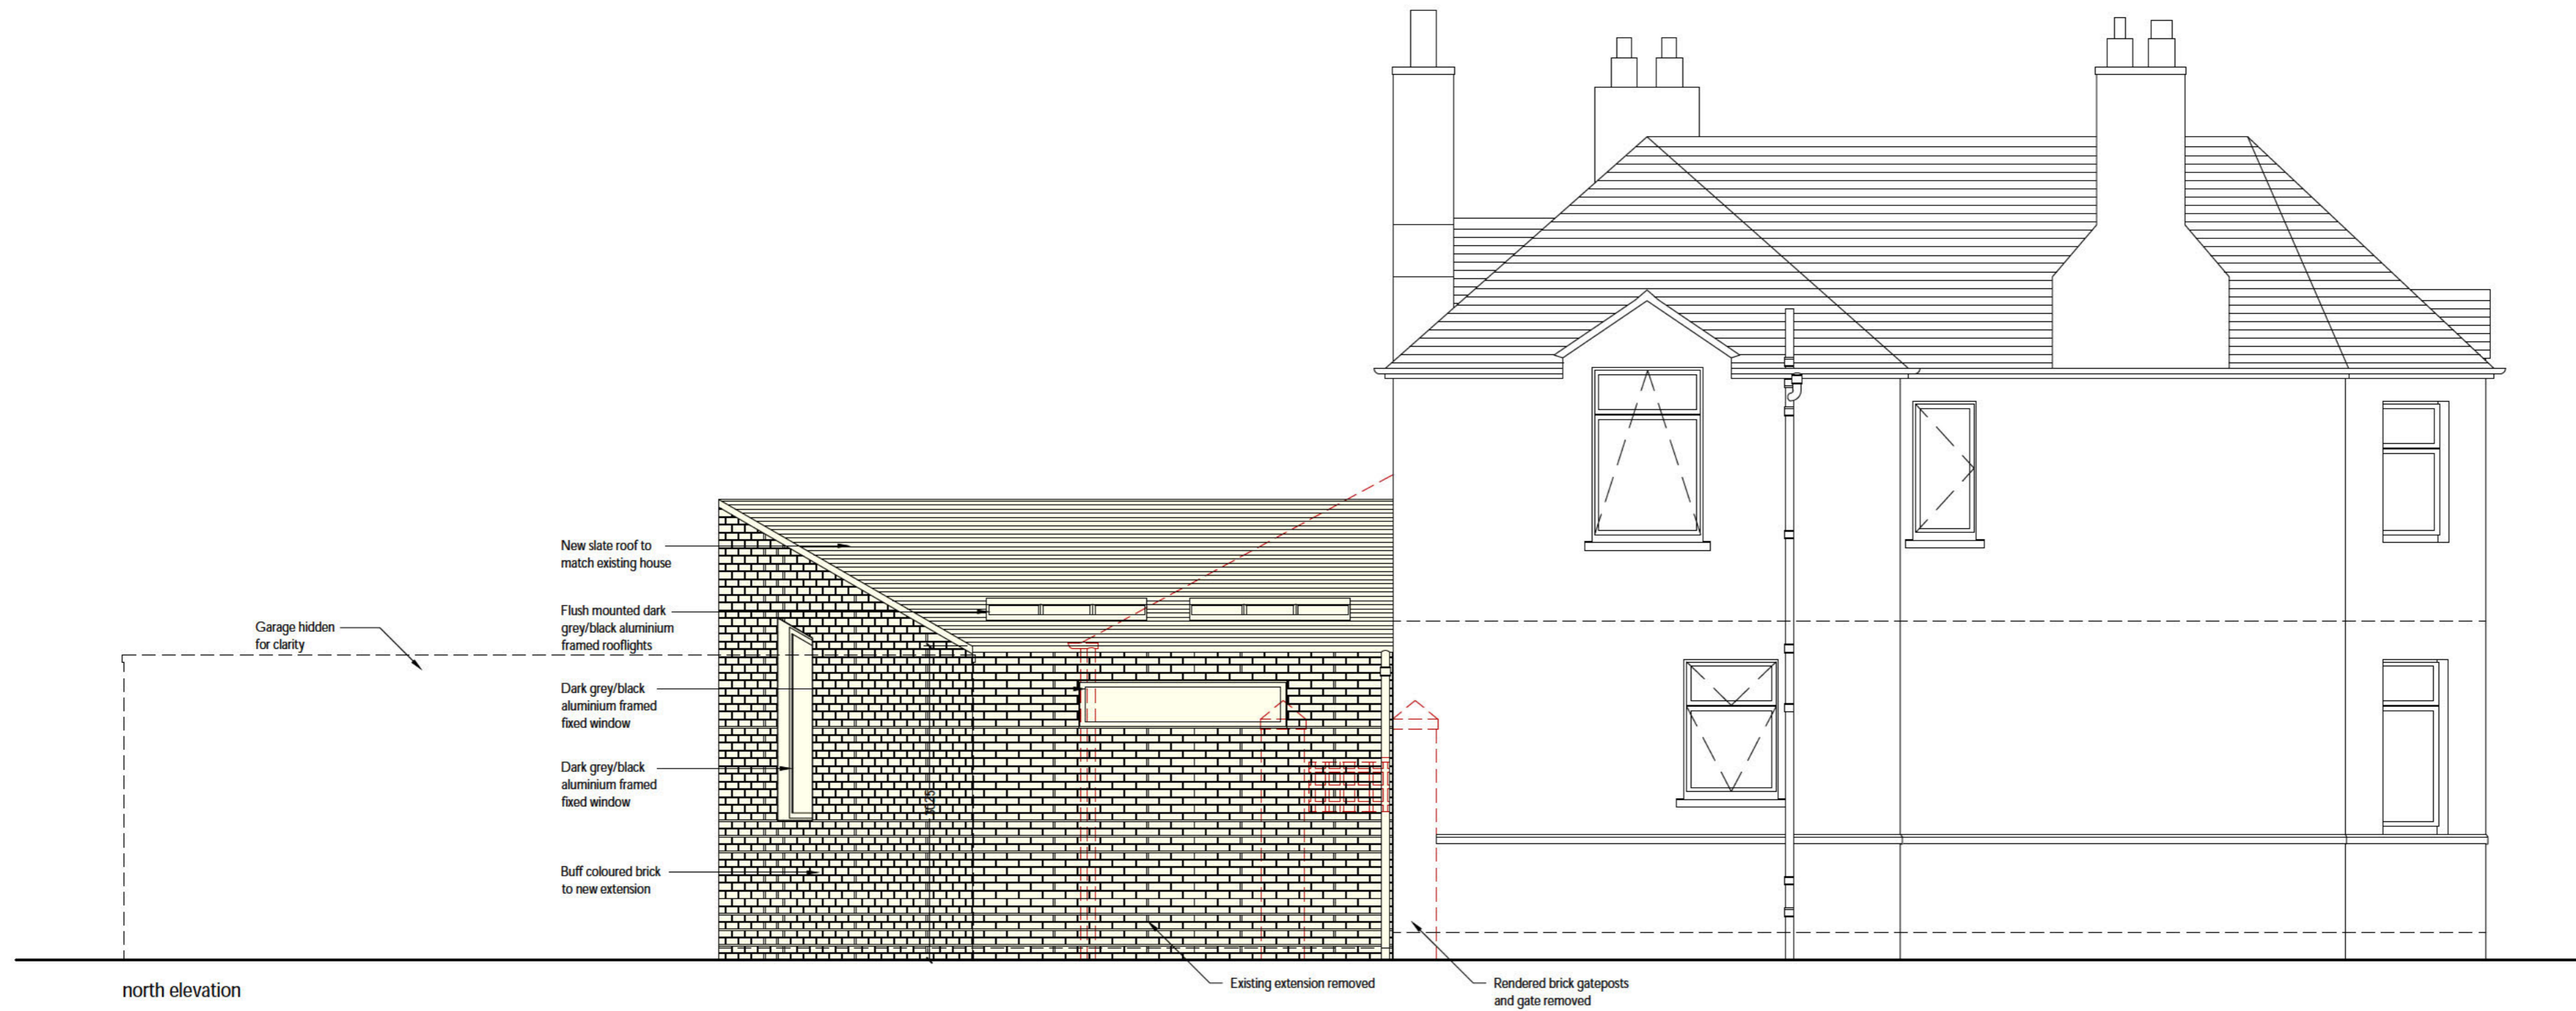 New slate roof to
match existing house
Flush mounted dark
grey/black aluminium
framed rooflights
Garage hidden
for clarity
Dark grey/black
aluminium framed
fixed window
Dark grey/black
aluminium framed
fixed window
3025
Buff coloured brick
to new extension
Existing extension removed
Rendered brick gateposts
and gate removed
north elevation